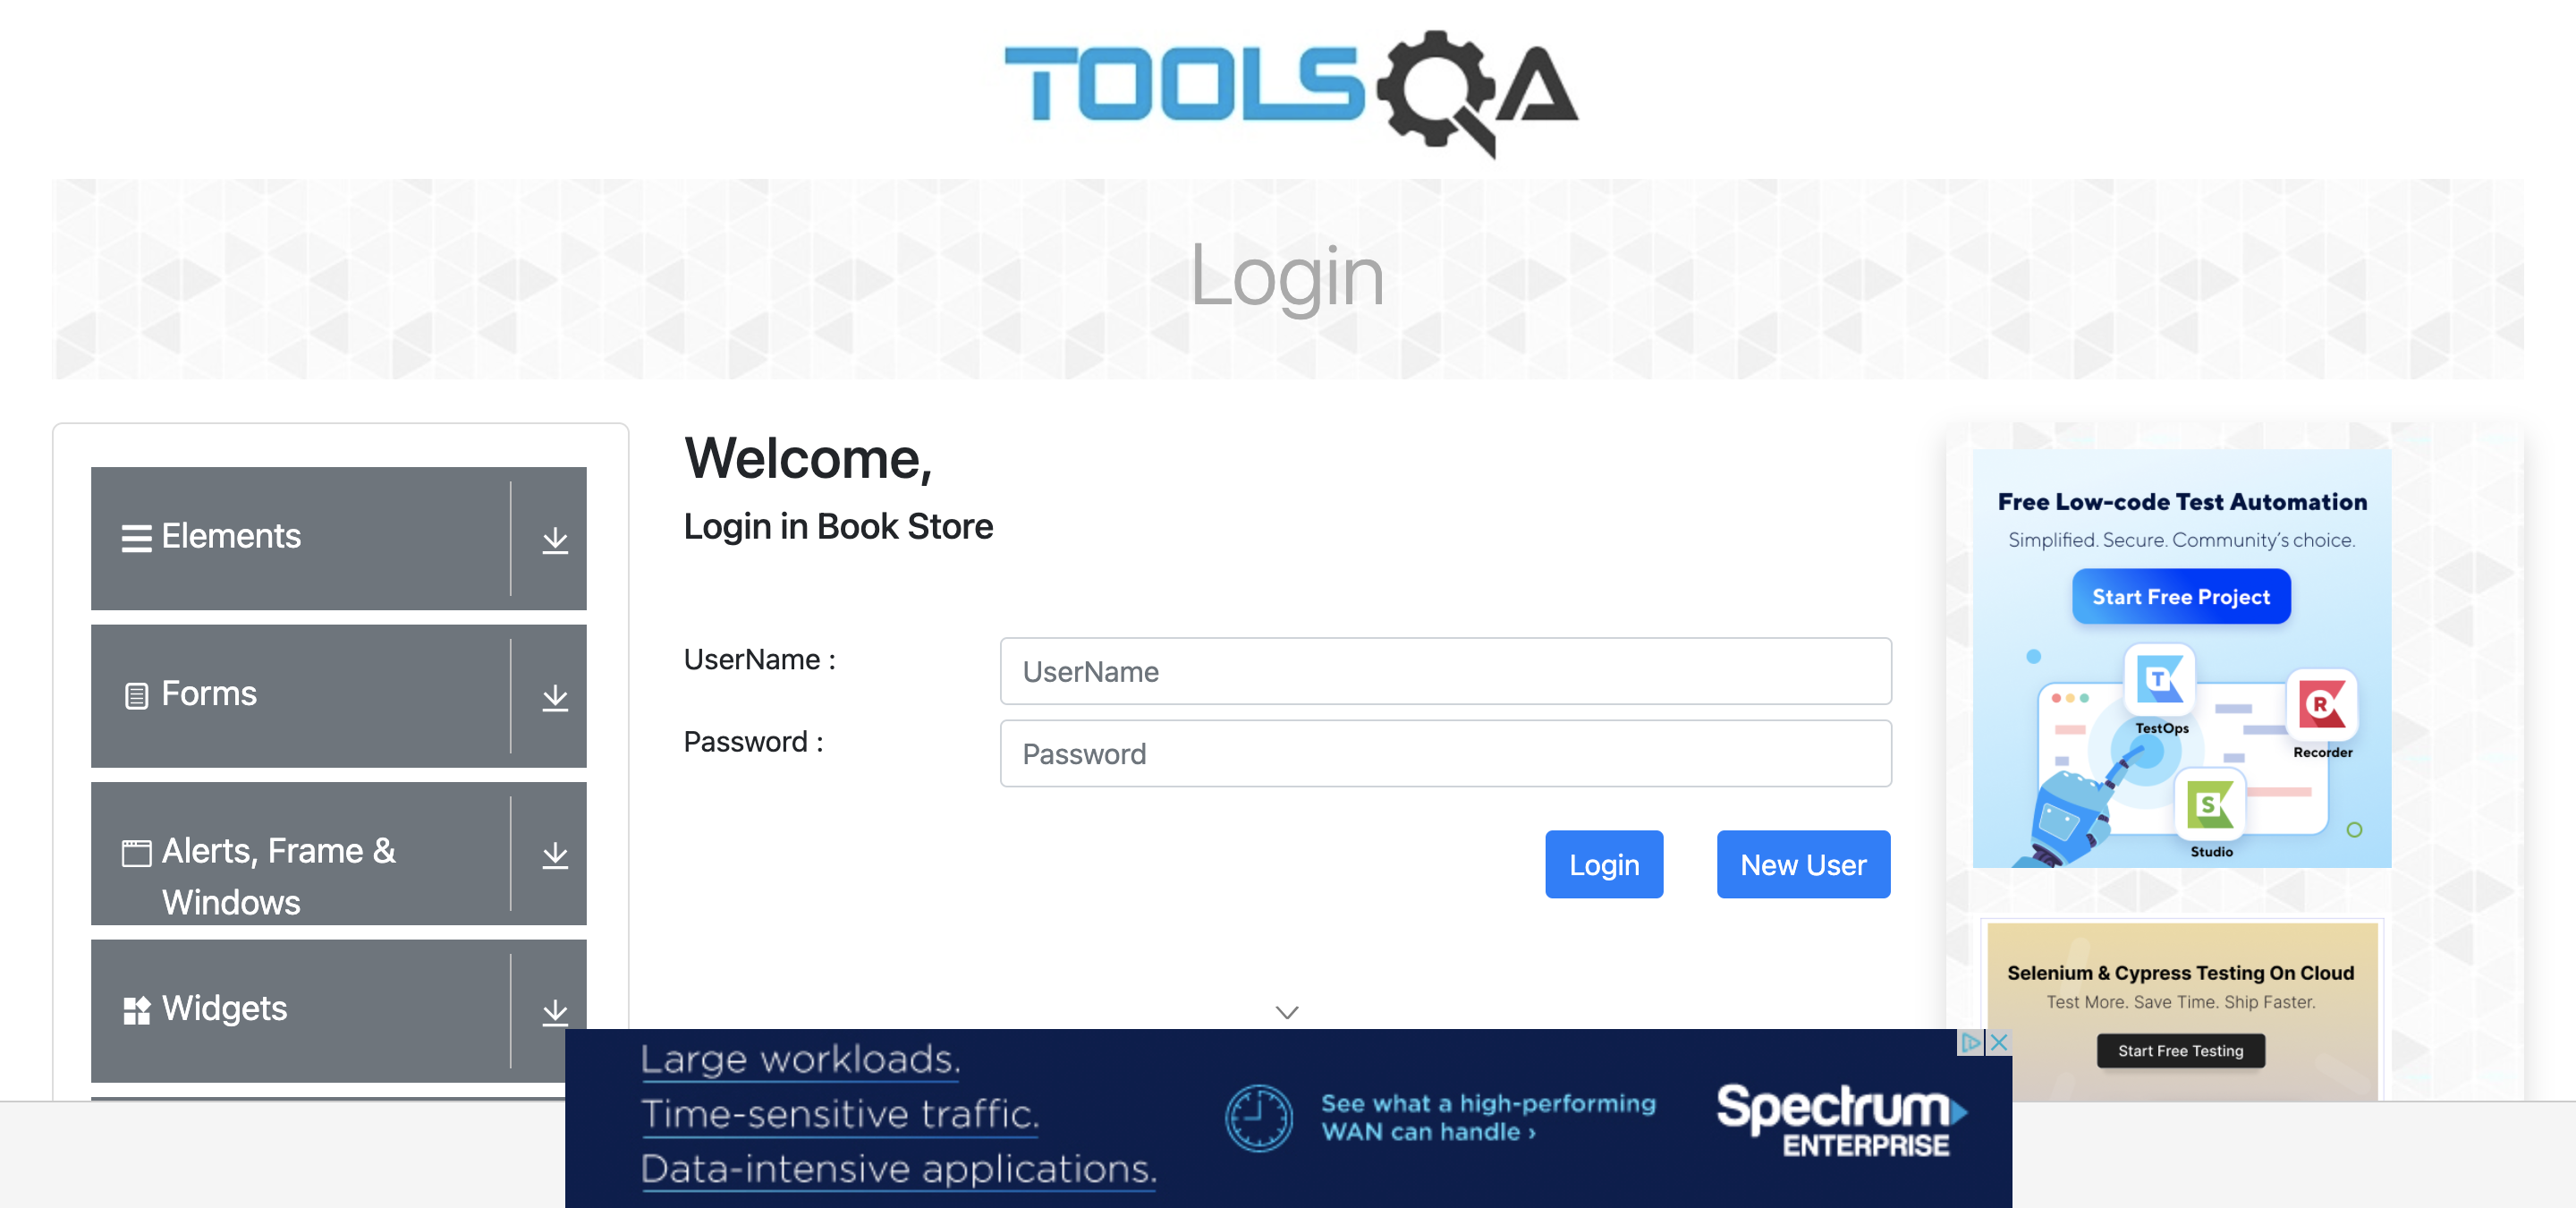 TOOLSQA
Login
Elements
Forms
Alerts, Frame &
Windows
Widgets
Welcome,
Login in Book Store
UserName :
UserName
Password :
Password
Login
New User
Free Low-code Test Automation
Simplified. Secure. Community's choice.
Start Free Project
T
TestOps
R
Recorder
S
Studio
Selenium & Cypress Testing On Cloud
Test More. Save Time. Ship Faster.
Start Free Testing
Large workloads.
Time-sensitive traffic.
Data-intensive applications.
See what a high-performing
WAN can handle ›
Spectrum
ENTERPRISE